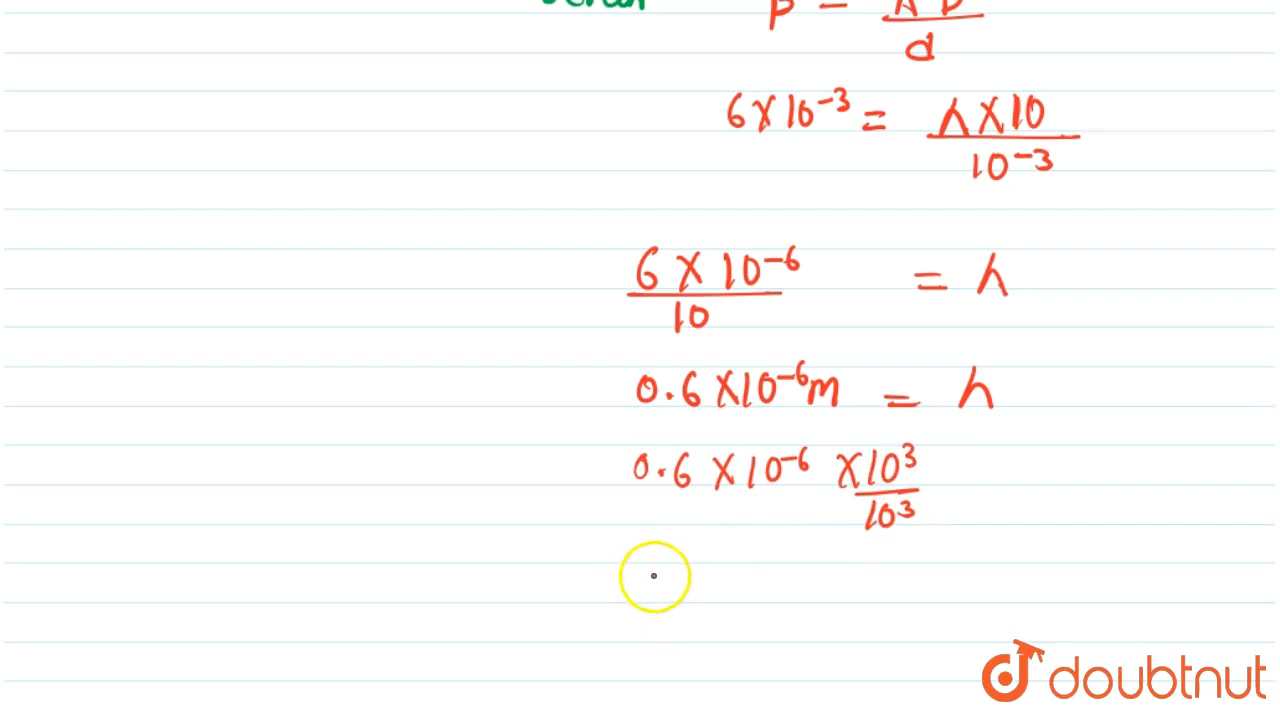 β = λ D / d
6 × 10⁻³ = λ × 10 / 10⁻³
6 × 10⁻⁶ / 10 = λ
0.6 × 10⁻⁶ m = λ
0.6 × 10⁻⁶ × 10³ / 10³
doubtnut